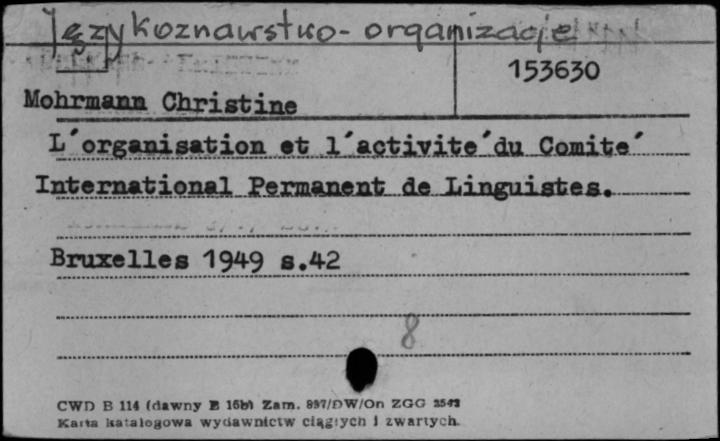 Językoznawstwo - organizacje
153630
Mohrmann Christine
L´organisation et l´activite´du Comite´
International Permanent de Linguistes.
Bruxelles 1949 s.42
8
CWD B 114 (dawny B 16b) Zam. 897/DW/On ZGG
Karta katalogowa wydawnictw ciągłych i zwartych.